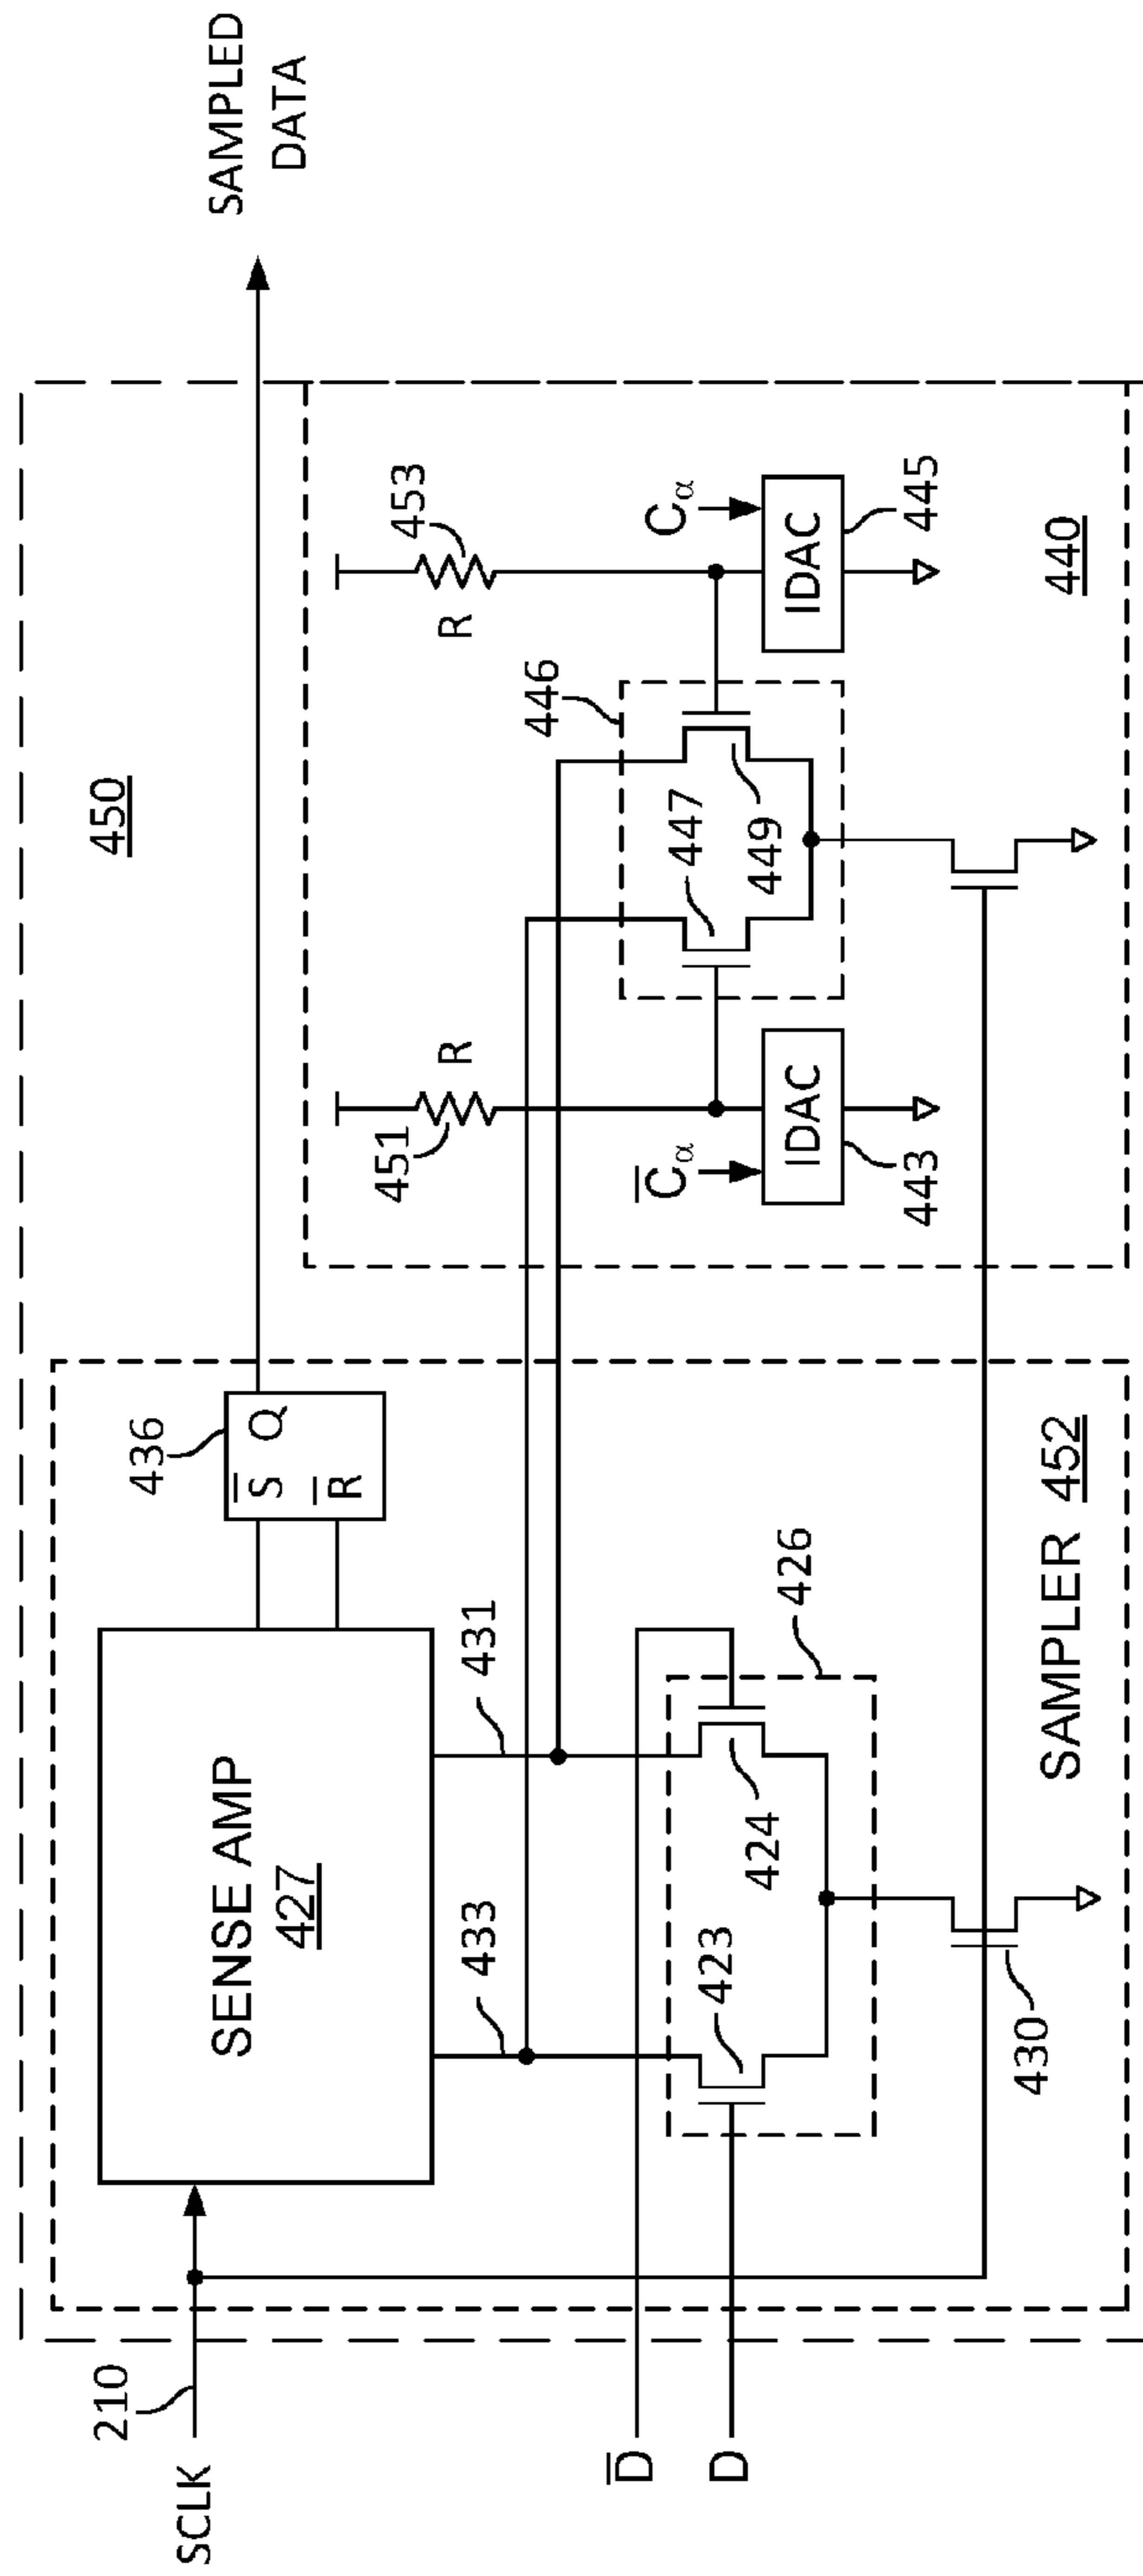 SAMPLED
DATA
450
453
R
Cα
IDAC
445
440
446
447
449
451
R
C̅α
IDAC
443
436
S̅ Q
R̅
SENSE AMP
427
431
433
426
424
423
430
SAMPLER 452
210
SCLK
D̅
D